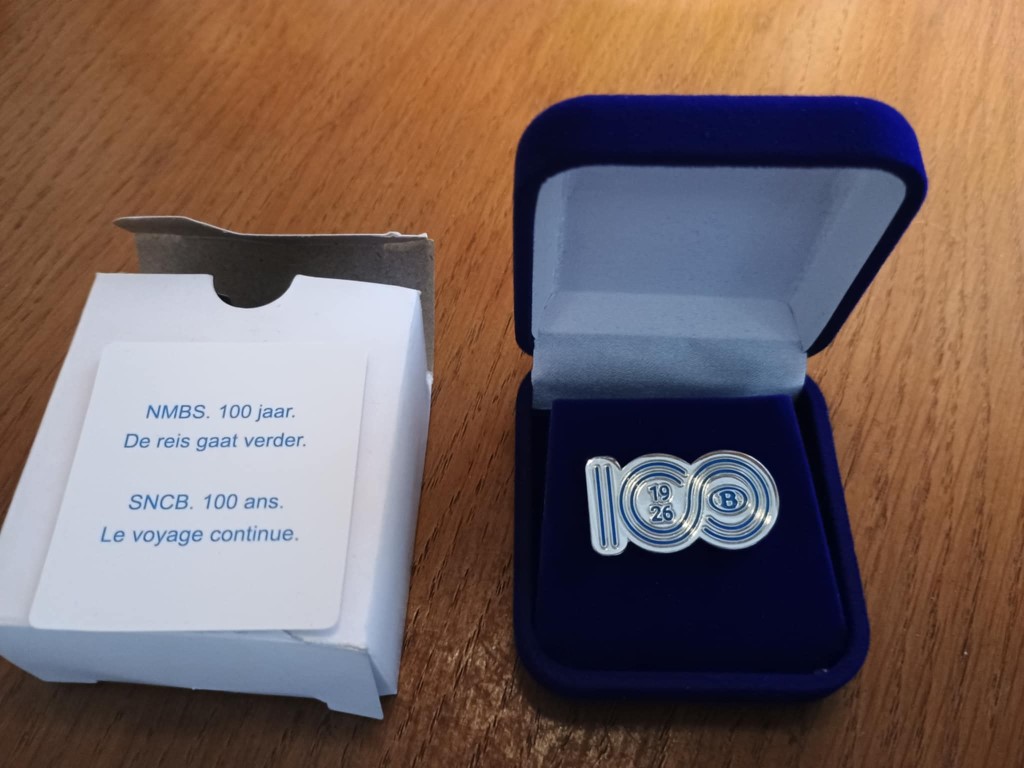 NMBS. 100 jaar.
De reis gaat verder.
SNCB. 100 ans.
Le voyage continue.
100
19
26
B